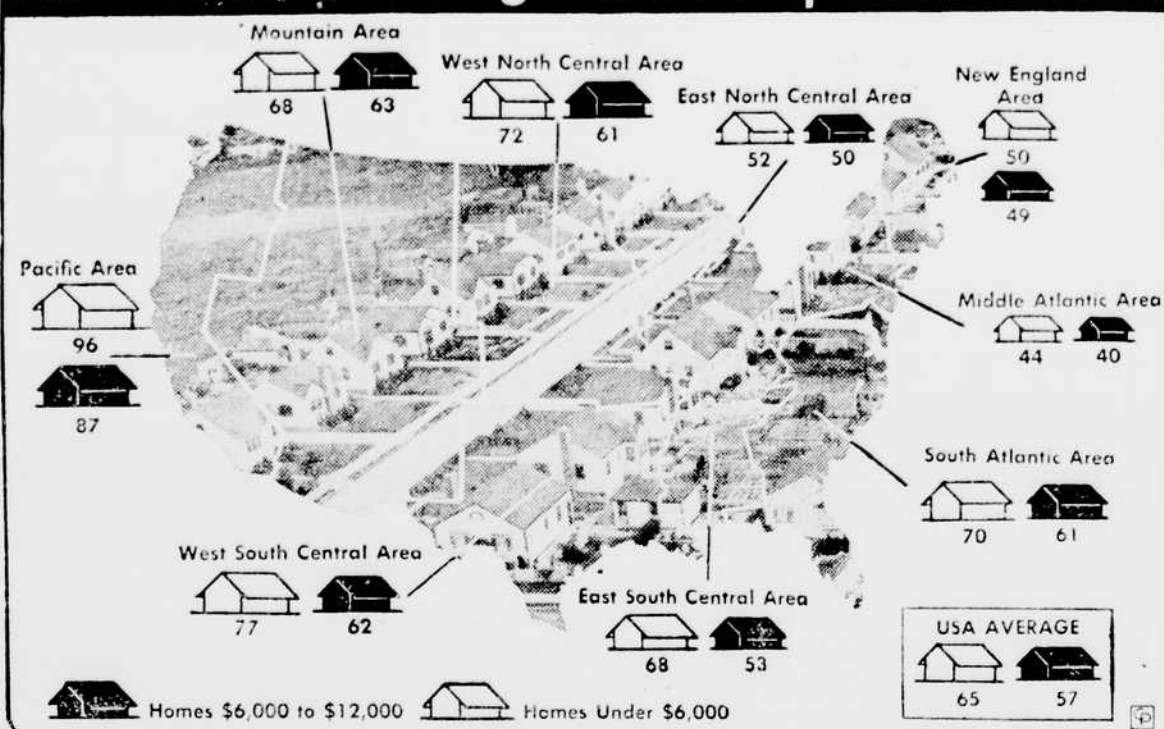 Mountain Area
68 63
West North Central Area
72 61
East North Central Area
52 50
New England
Area
50
49
Pacific Area
96
87
Middle Atlantic Area
44 40
South Atlantic Area
70 61
West South Central Area
77 62
East South Central Area
68 53
USA AVERAGE
65 57
Homes $6,000 to $12,000 Homes Under $6,000